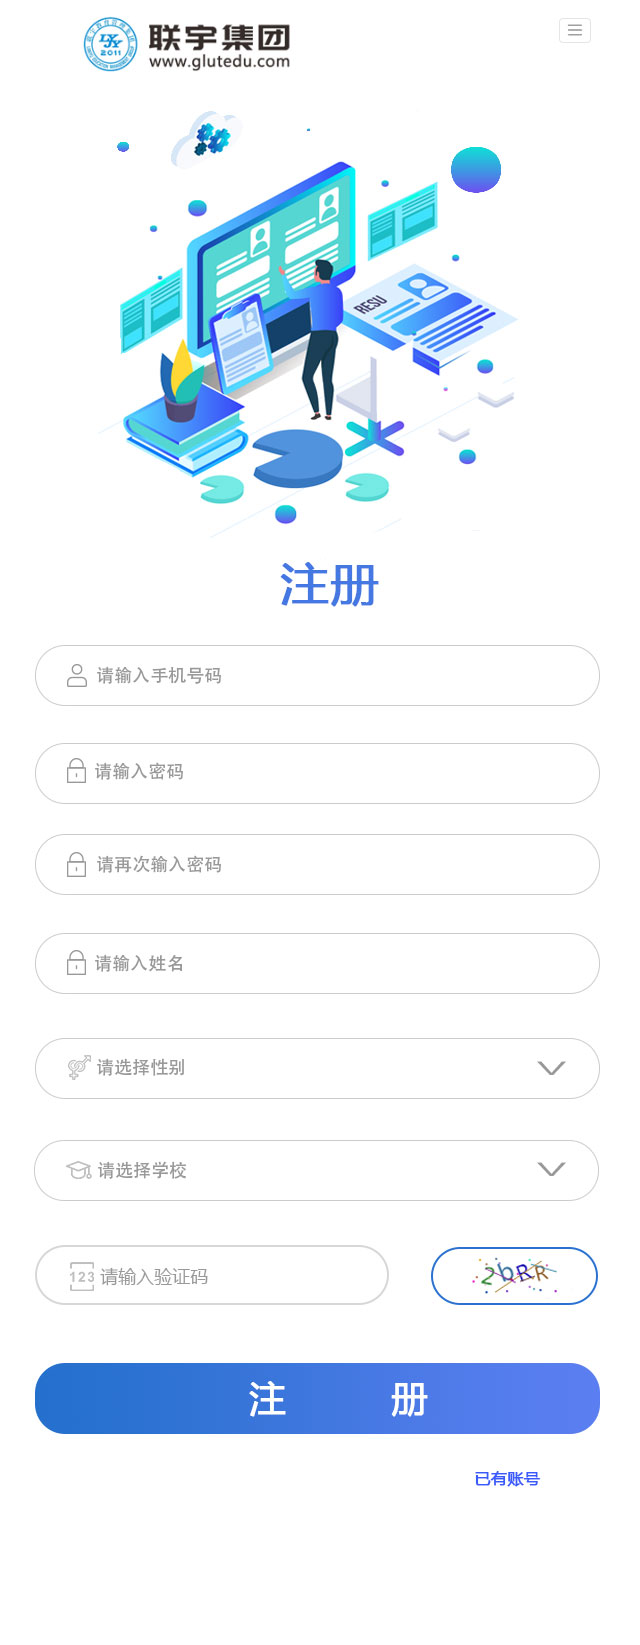 联宇集团
www.glutedu.com
2011
RESU
注册
请输入手机号码
请输入密码
请再次输入密码
请输入姓名
请选择性别
请选择学校
123 请输入验证码
2bRR
注 册
已有账号